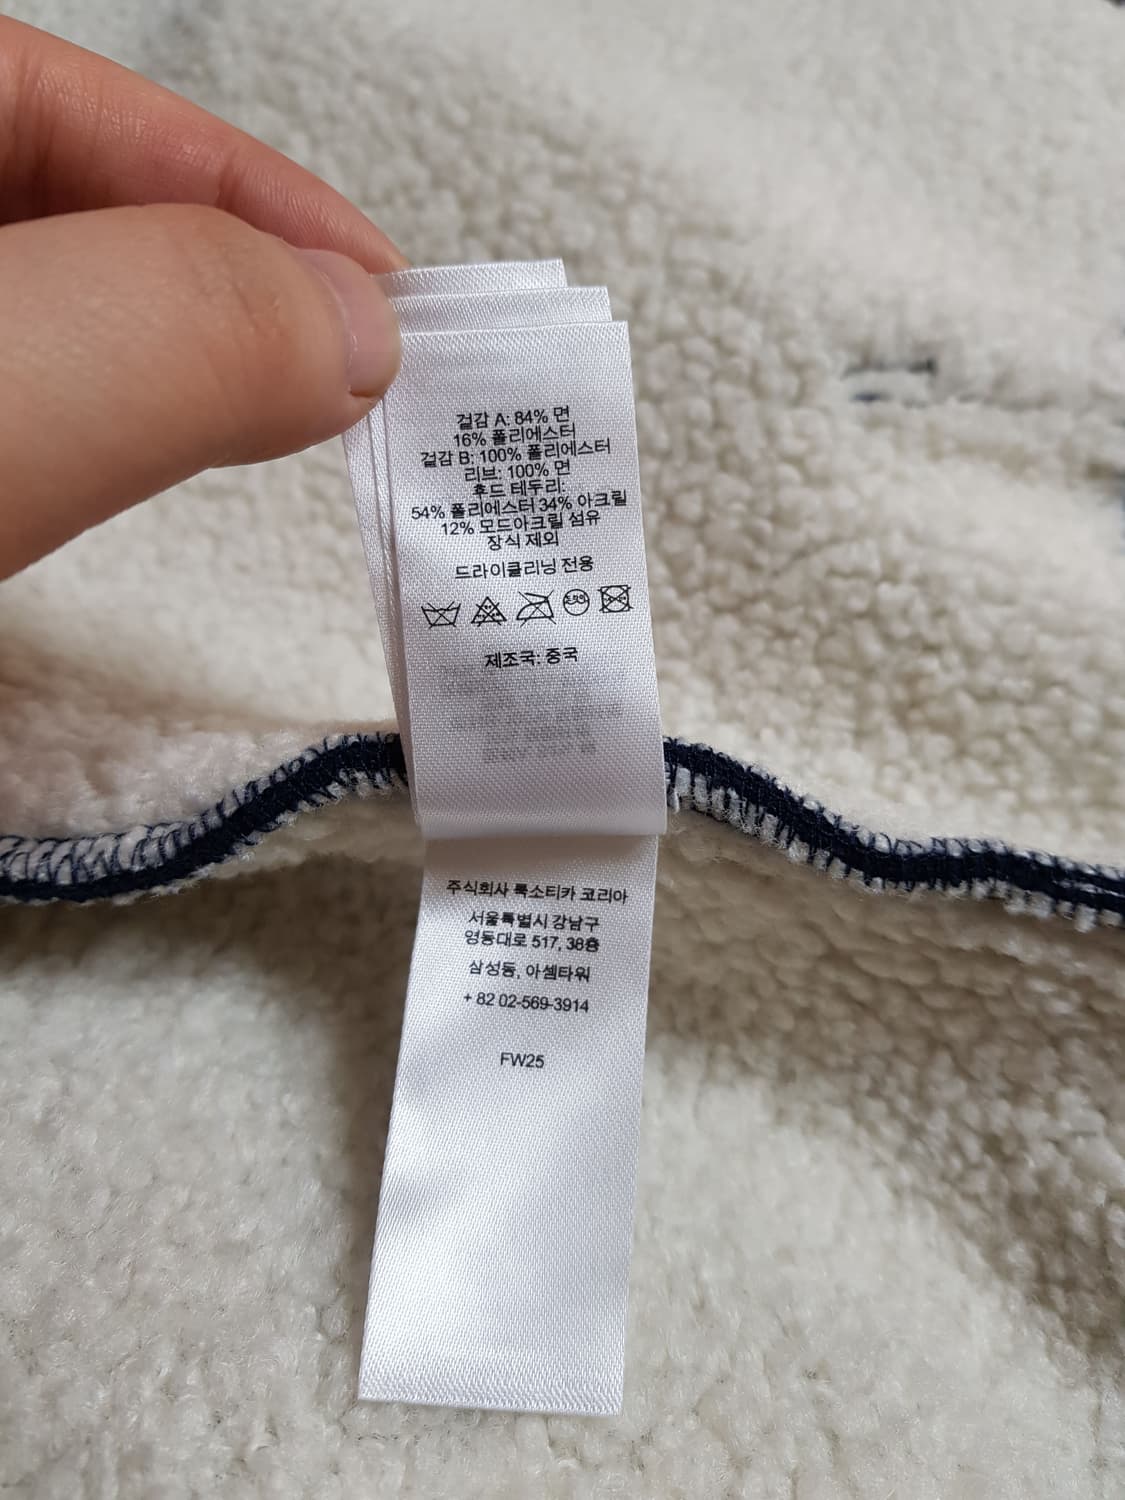 겉감 A: 84% 면
16% 폴리에스터
겉감 B: 100% 폴리에스터
리브: 100% 면
후드 테두리:
54% 폴리에스터 34% 아크릴
12% 모드아크릴 섬유
장식 제외
드라이클리닝 전용
제조국: 중국
주식회사 룩소티카 코리아
서울특별시 강남구
영동대로 517, 38층
삼성동, 아셈타워
+ 82 02-569-3914
FW25